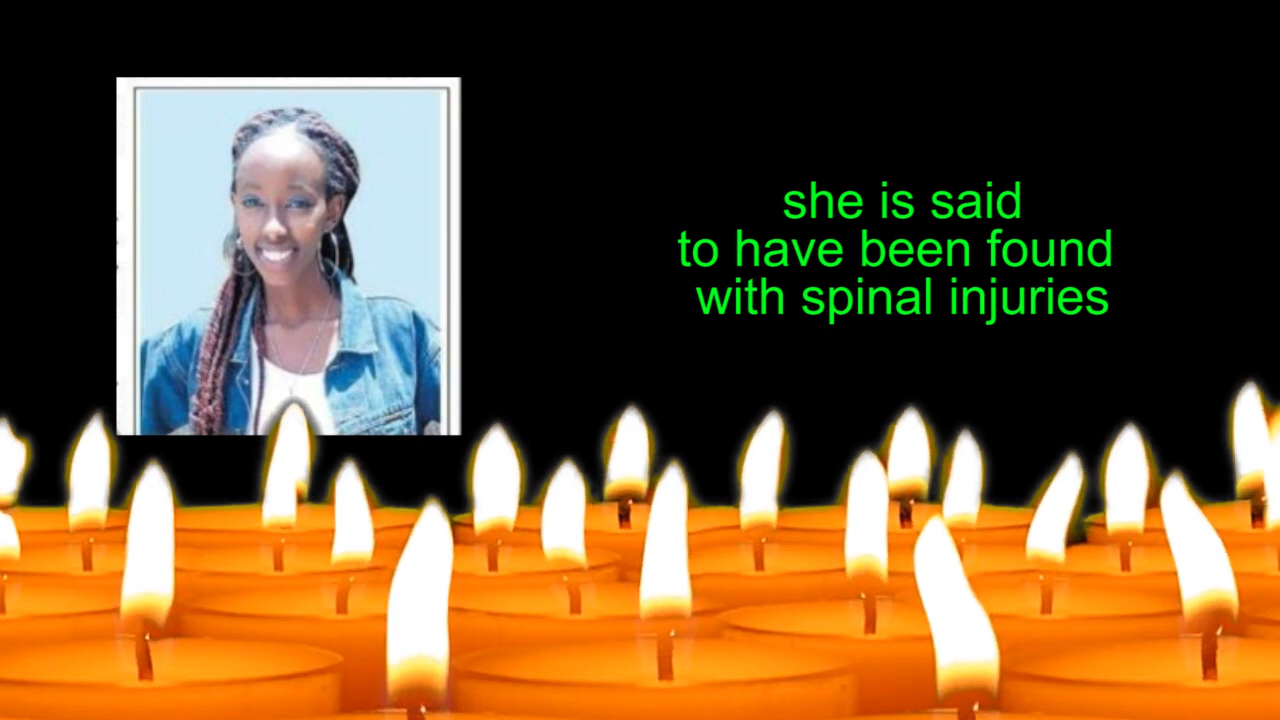 she is said
to have been found
with spinal injuries